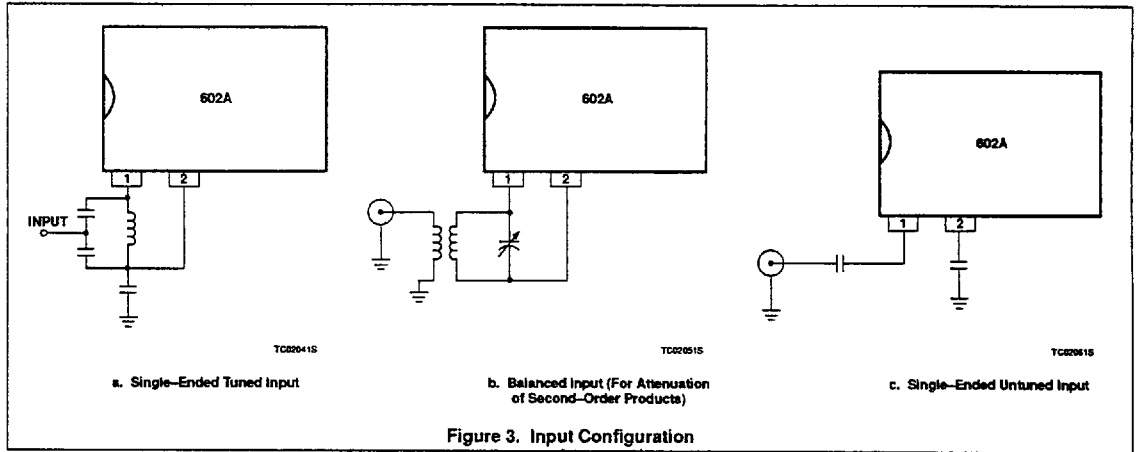 602A
1 2
INPUT
TC02041S
a. Single–Ended Tuned Input
602A
1 2
TC02051S
b. Balanced Input (For Attenuation
of Second–Order Products)
602A
1 2
TC02061S
c. Single–Ended Untuned Input
Figure 3. Input Configuration